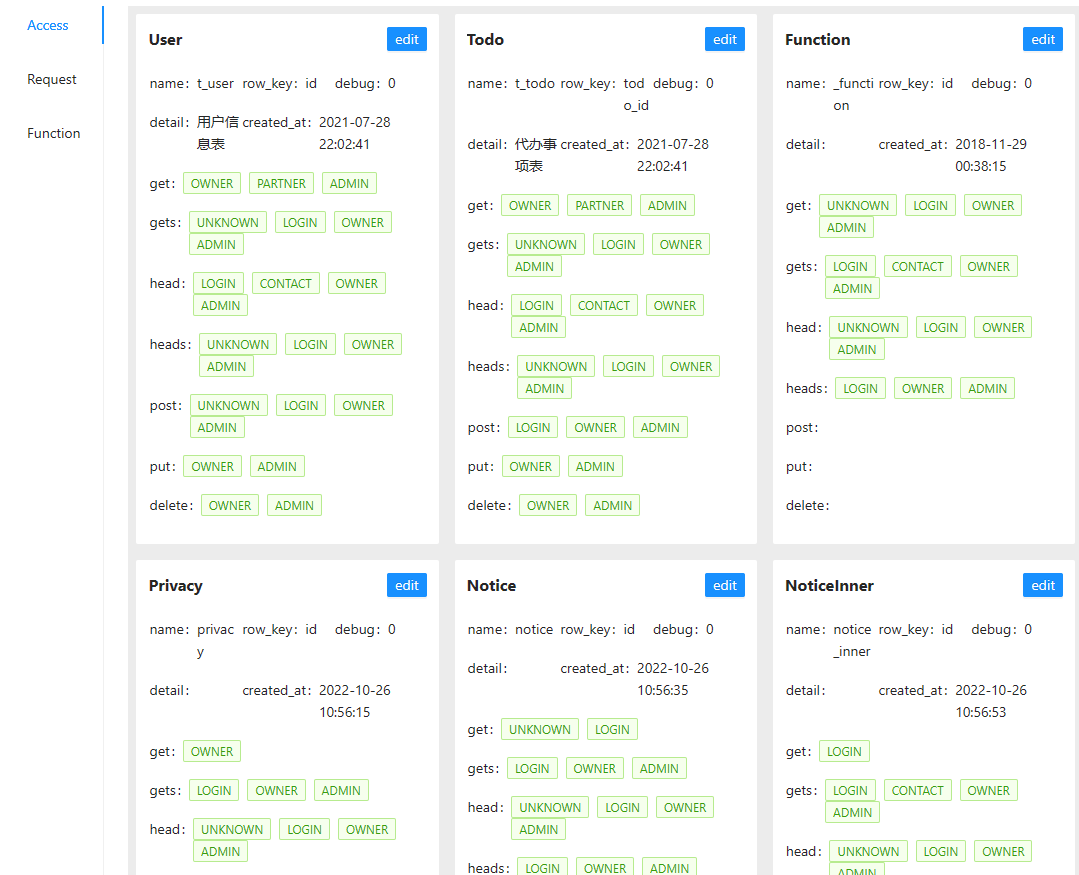 Access
Request
Function
User
edit
name: t_user row_key: id debug: 0
detail: 用户信 created_at: 2021-07-28
息表 22:02:41
get: OWNER PARTNER ADMIN
gets: UNKNOWN LOGIN OWNER
ADMIN
head: LOGIN CONTACT OWNER
ADMIN
heads: UNKNOWN LOGIN OWNER
ADMIN
post: UNKNOWN LOGIN OWNER
ADMIN
put: OWNER ADMIN
delete: OWNER ADMIN
Todo
edit
name: t_todo row_key: tod debug: 0
o_id
detail: 代办事 created_at: 2021-07-28
项表 22:02:41
get: OWNER PARTNER ADMIN
gets: UNKNOWN LOGIN OWNER
ADMIN
head: LOGIN CONTACT OWNER
ADMIN
heads: UNKNOWN LOGIN OWNER
ADMIN
post: LOGIN OWNER ADMIN
put: OWNER ADMIN
delete: OWNER ADMIN
Function
edit
name: _functi row_key: id debug: 0
on
detail: created_at: 2018-11-29
00:38:15
get: UNKNOWN LOGIN OWNER
ADMIN
gets: LOGIN CONTACT OWNER
ADMIN
head: UNKNOWN LOGIN OWNER
ADMIN
heads: LOGIN OWNER ADMIN
post:
put:
delete:
Privacy
edit
name: privac row_key: id debug: 0
y
detail: created_at: 2022-10-26
10:56:15
get: OWNER
gets: LOGIN OWNER ADMIN
head: UNKNOWN LOGIN OWNER
ADMIN
Notice
edit
name: notice row_key: id debug: 0
detail: created_at: 2022-10-26
10:56:35
get: UNKNOWN LOGIN
gets: LOGIN OWNER ADMIN
head: UNKNOWN LOGIN OWNER
ADMIN
heads: LOGIN OWNER ADMIN
NoticeInner
edit
name: notice row_key: id debug: 0
_inner
detail: created_at: 2022-10-26
10:56:53
get: LOGIN
gets: LOGIN CONTACT OWNER
ADMIN
head: UNKNOWN LOGIN OWNER
ADMIN